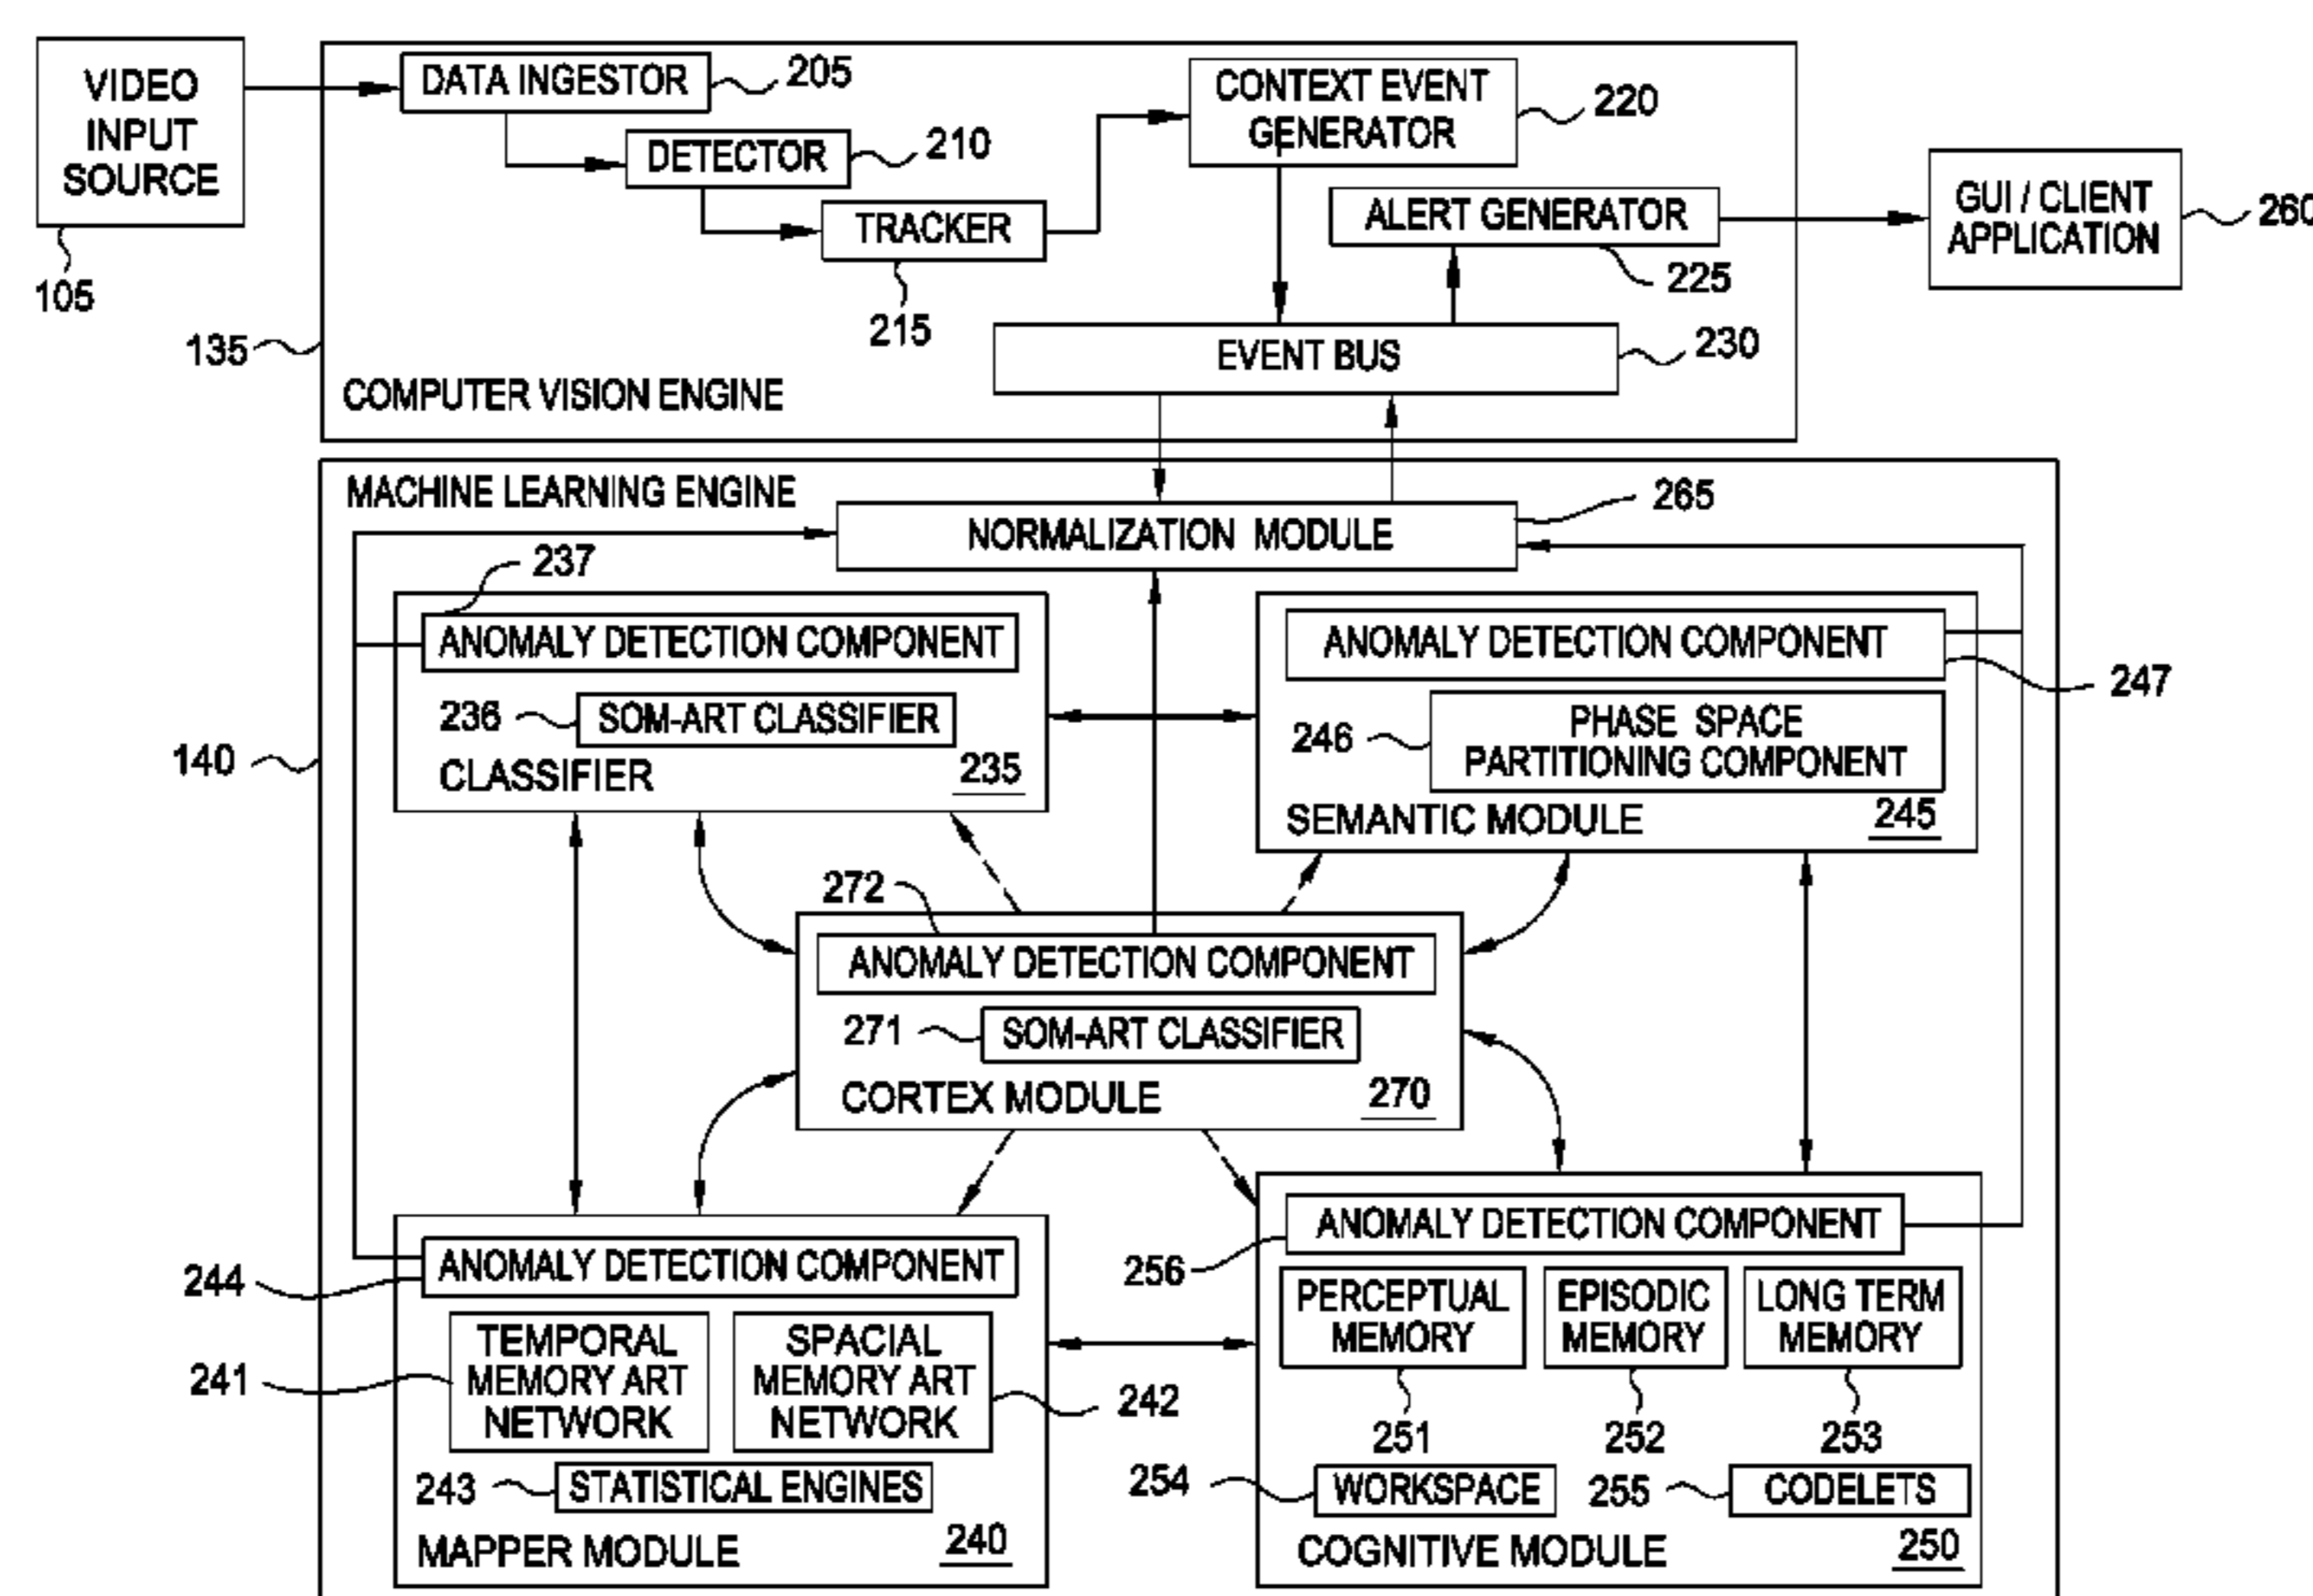 VIDEO
INPUT
SOURCE
105
DATA INGESTOR
205
DETECTOR
210
TRACKER
215
CONTEXT EVENT
GENERATOR
220
ALERT GENERATOR
225
GUI / CLIENT
APPLICATION
260
EVENT BUS
230
135
COMPUTER VISION ENGINE
MACHINE LEARNING ENGINE
140
NORMALIZATION MODULE
265
237
ANOMALY DETECTION COMPONENT
236
SOM-ART CLASSIFIER
CLASSIFIER
235
ANOMALY DETECTION COMPONENT
247
246
PHASE SPACE
PARTITIONING COMPONENT
SEMANTIC MODULE
245
272
ANOMALY DETECTION COMPONENT
271
SOM-ART CLASSIFIER
CORTEX MODULE
270
244
ANOMALY DETECTION COMPONENT
241
TEMPORAL
MEMORY ART
NETWORK
SPACIAL
MEMORY ART
NETWORK
242
243
STATISTICAL ENGINES
MAPPER MODULE
240
ANOMALY DETECTION COMPONENT
256
PERCEPTUAL
MEMORY
251
EPISODIC
MEMORY
252
LONG TERM
MEMORY
253
254
WORKSPACE
255
CODELETS
COGNITIVE MODULE
250